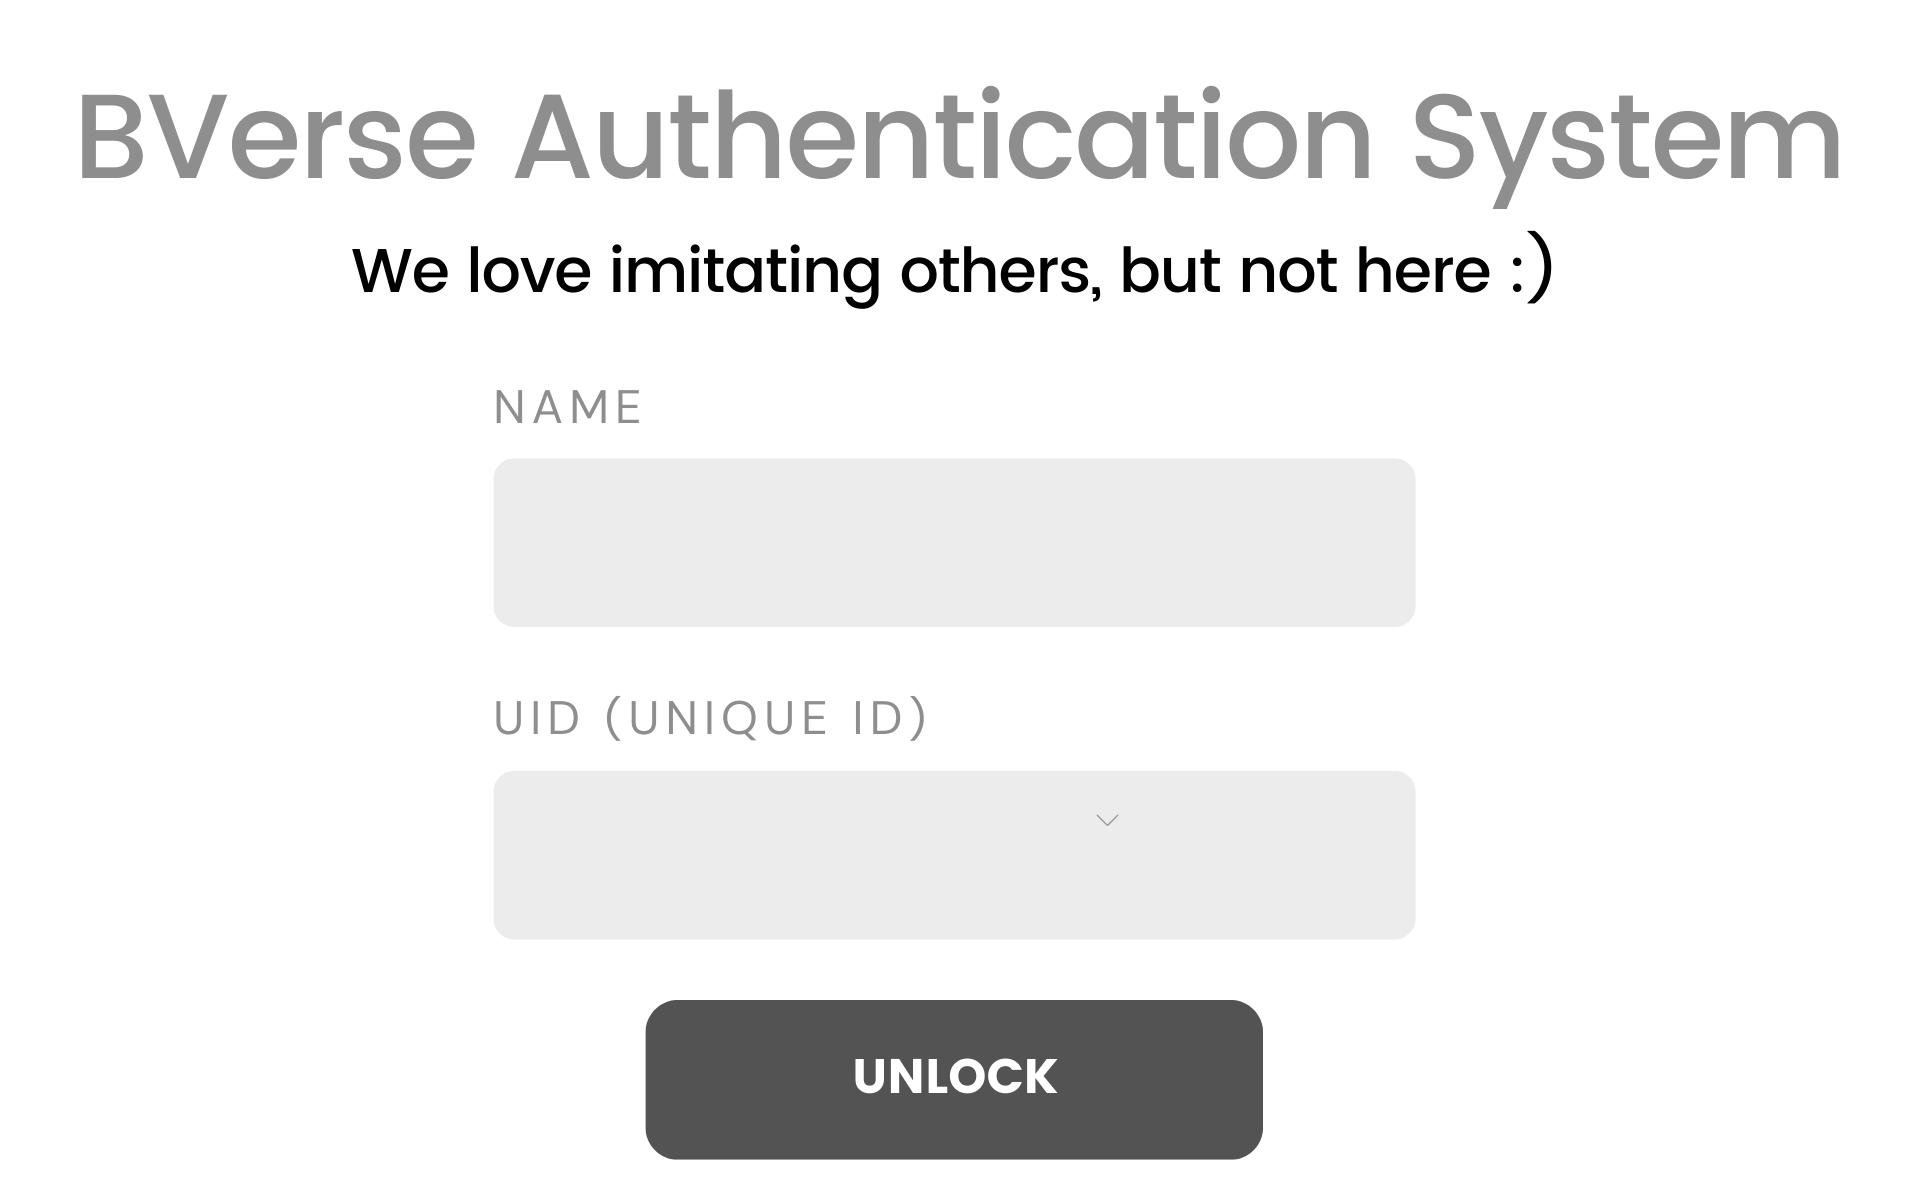 BVerse Authentication System
We love imitating others, but not here :)
NAME
UID (UNIQUE ID)
UNLOCK